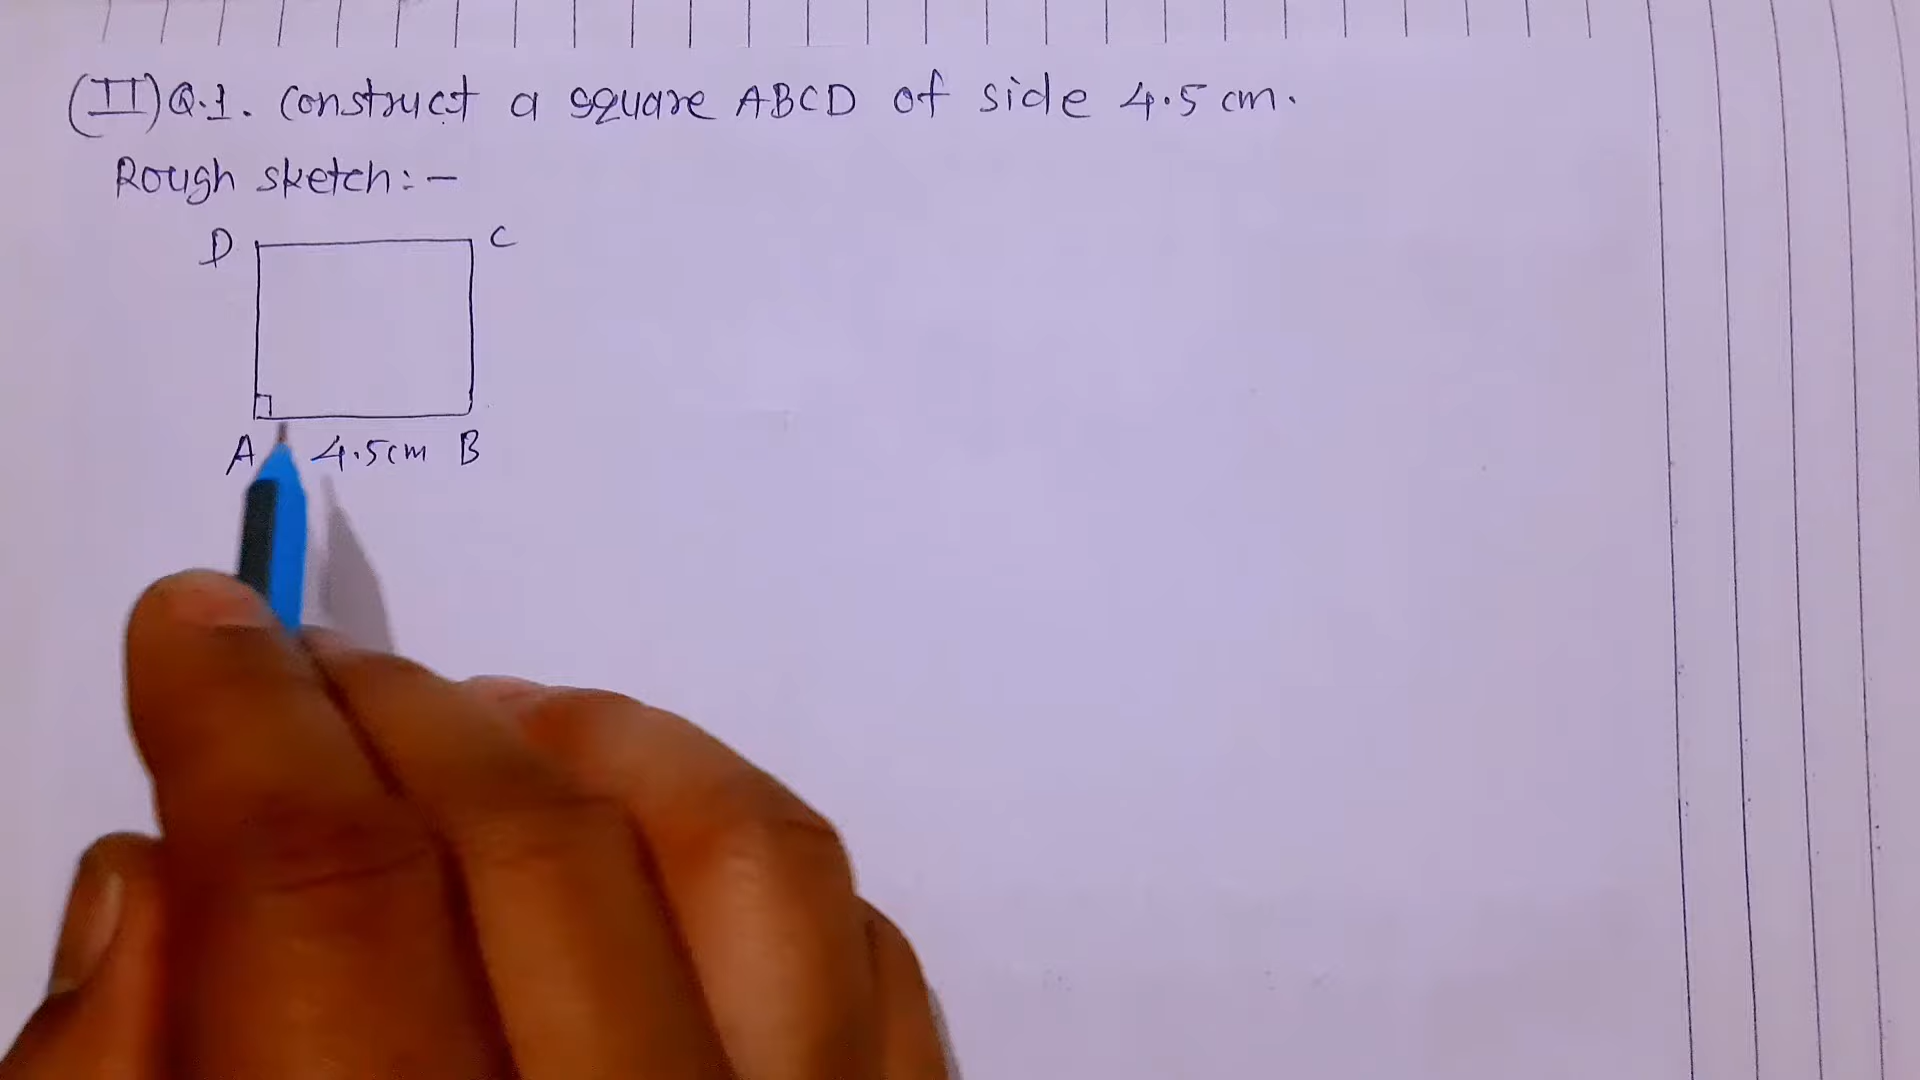 (II) Q.1. Construct a square ABCD of side 4.5 cm.
Rough sketch:-
D C
A 4.5cm B